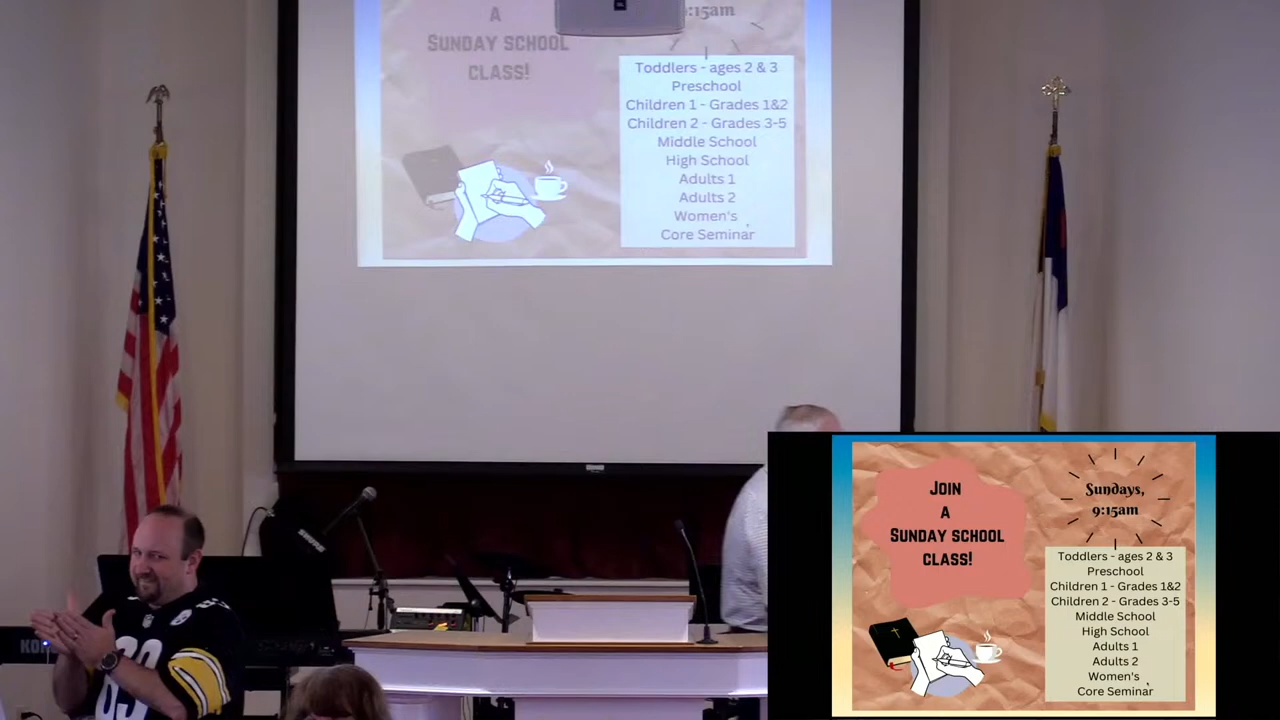 A
SUNDAY SCHOOL
CLASS!
:15am
Toddlers - ages 2 & 3
Preschool
Children 1 - Grades 1&2
Children 2 - Grades 3-5
Middle School
High School
Adults 1
Adults 2
Women's
Core Seminar
SHURE
KO
JOIN
A
SUNDAY SCHOOL
CLASS!
Sundays,
9:15am
Toddlers - ages 2 & 3
Preschool
Children 1 - Grades 1&2
Children 2 - Grades 3-5
Middle School
High School
Adults 1
Adults 2
Women's
Core Seminar